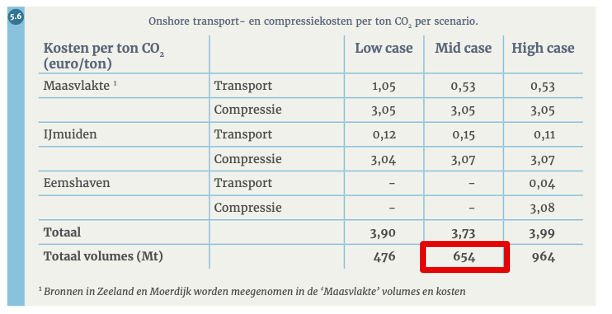 5.6
Onshore transport- en compressiekosten per ton CO₂ per scenario.
Kosten per ton CO₂ Low case Mid case High case
(euro/ton)
Maasvlakte ¹ Transport 1,05 0,53 0,53
Compressie 3,05 3,05 3,05
IJmuiden Transport 0,12 0,15 0,11
Compressie 3,04 3,07 3,07
Eemshaven Transport - - 0,04
Compressie - - 3,08
Totaal 3,90 3,73 3,99
Totaal volumes (Mt) 476 654 964
¹ Bronnen in Zeeland en Moerdijk worden meegenomen in de ‘Maasvlakte’ volumes en kosten